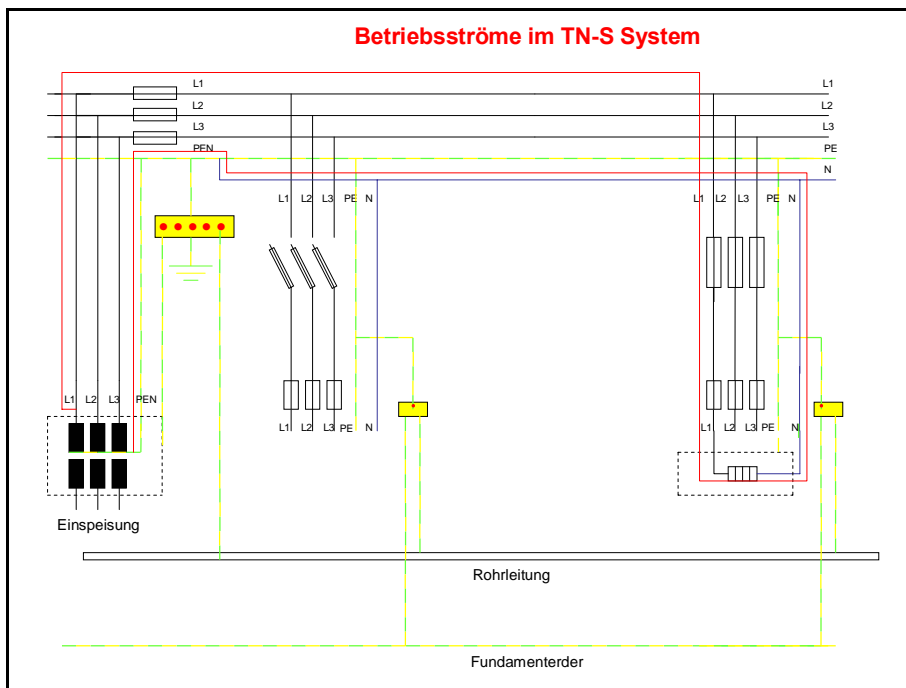 Betriebsströme im TN-S System
L1 L1
L2 L2
L3 L3
PEN PE
N
L1 L2 L3 PE N L1 L2 L3 PE N
L1 L2 L3 PEN
L1 L2 L3 PE N L1 L2 L3 PE N
Einspeisung
Rohrleitung
Fundamenterder